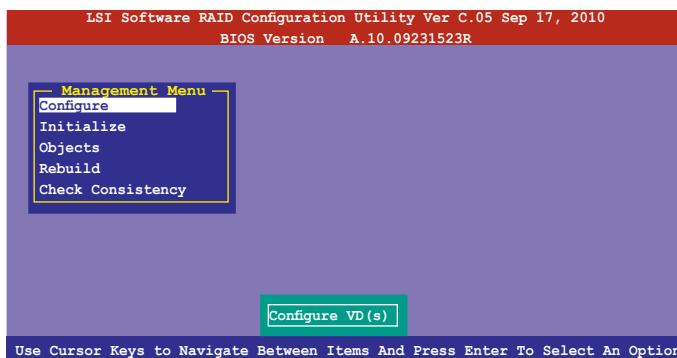 LSI Software RAID Configuration Utility Ver C.05 Sep 17, 2010
BIOS Version A.10.09231523R
Management Menu
Configure
Initialize
Objects
Rebuild
Check Consistency
Configure VD(s)
Use Cursor Keys to Navigate Between Items And Press Enter To Select An Option